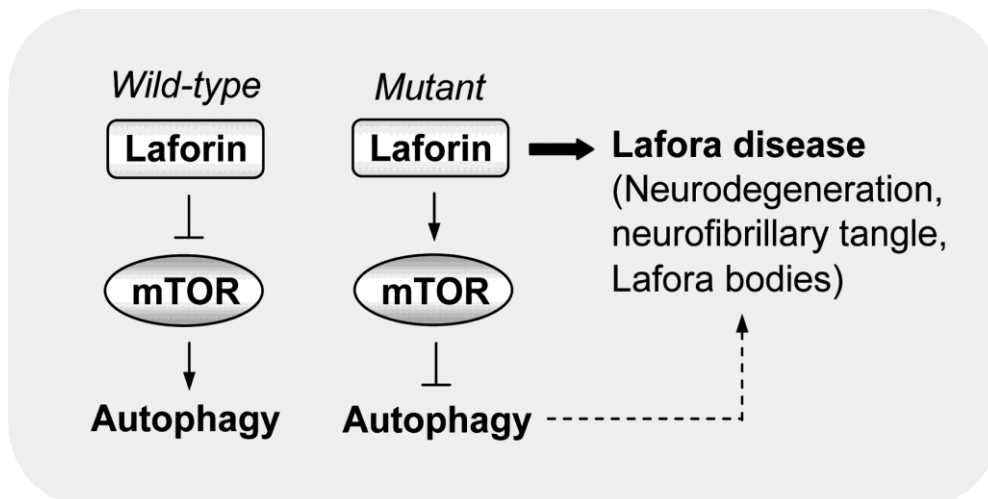 Wild-type
Laforin
mTOR
Autophagy
Mutant
Laforin
mTOR
Autophagy
Lafora disease
(Neurodegeneration,
neurofibrillary tangle,
Lafora bodies)